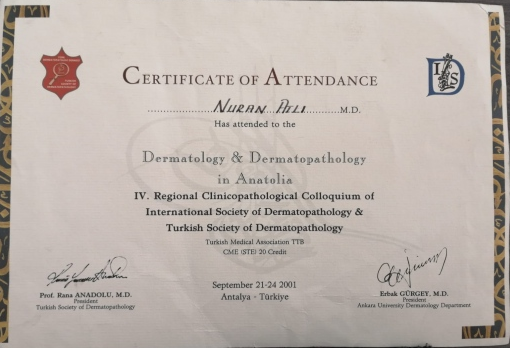 CERTIFICATE OF ATTENDANCE
NURAN ALLI M.D.
Has attended to the
Dermatology & Dermatopathology
in Anatolia
IV. Regional Clinicopathological Colloquium of
International Society of Dermatopathology &
Turkish Society of Dermatopathology
Turkish Medical Association TTB
CME (STE) 20 Credit
September 21-24 2001
Antalya - Türkiye
Prof. Rana ANADOLU, M.D.
President
Turkish Society of Dermatopathology
Erbak GÜRGEY, M.D.
President
Ankara University Dermatology Department